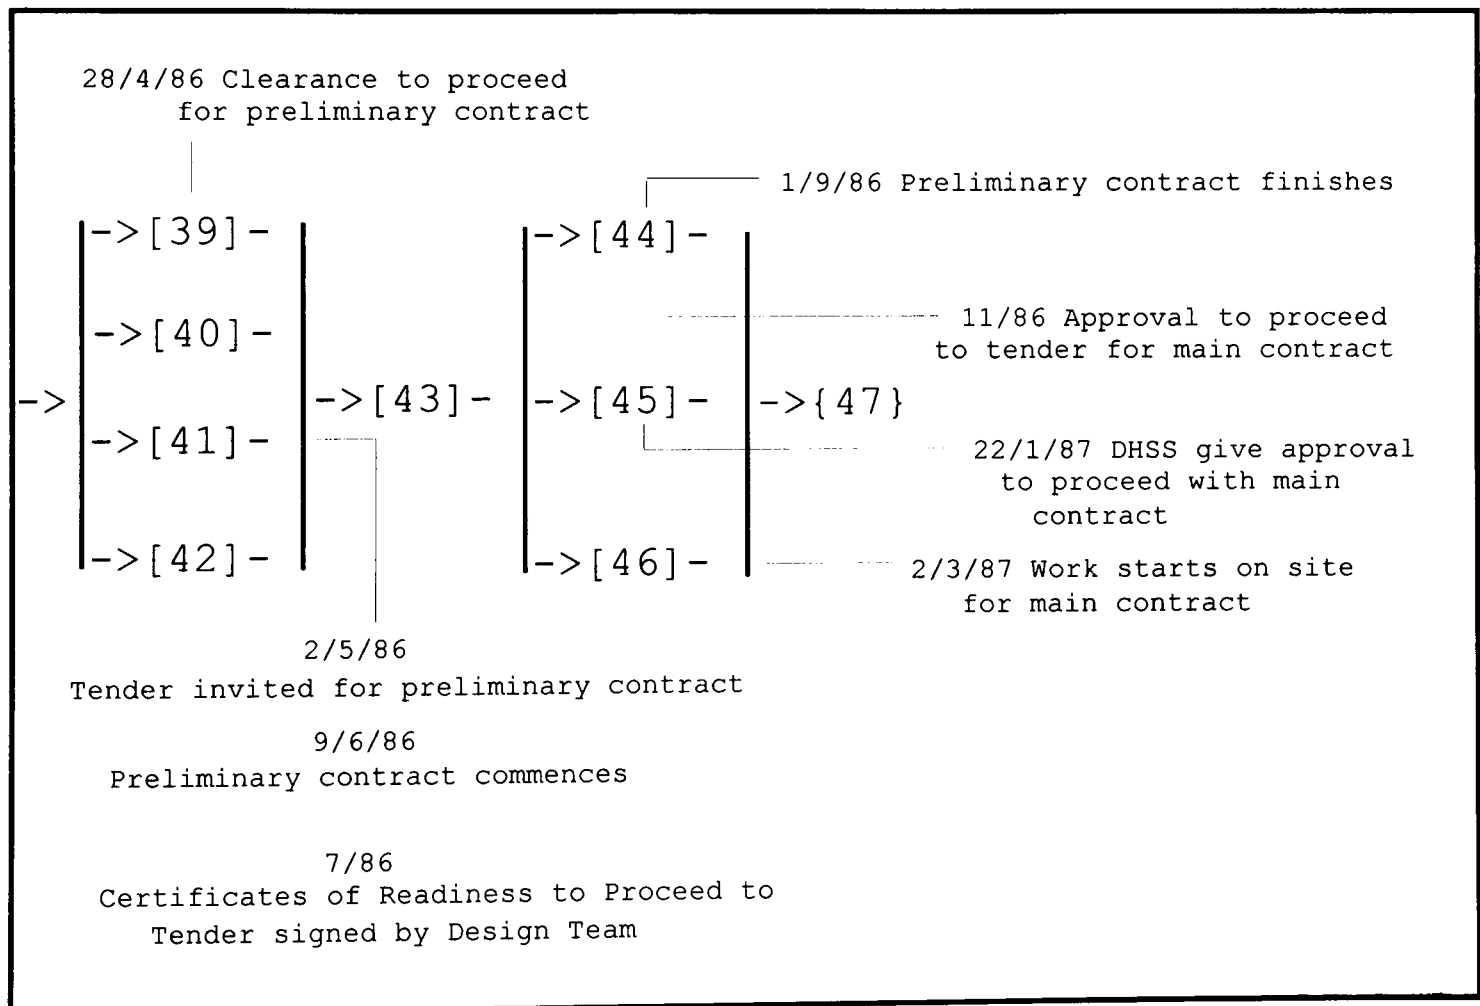 28/4/86 Clearance to proceed
for preliminary contract
1/9/86 Preliminary contract finishes
->[39]-
->[44]-
->[40]-
11/86 Approval to proceed
to tender for main contract
->
->[43]-
->[45]-
->{47}
->[41]-
22/1/87 DHSS give approval
to proceed with main
contract
->[42]-
->[46]-
2/3/87 Work starts on site
for main contract
2/5/86
Tender invited for preliminary contract
9/6/86
Preliminary contract commences
7/86
Certificates of Readiness to Proceed to
Tender signed by Design Team